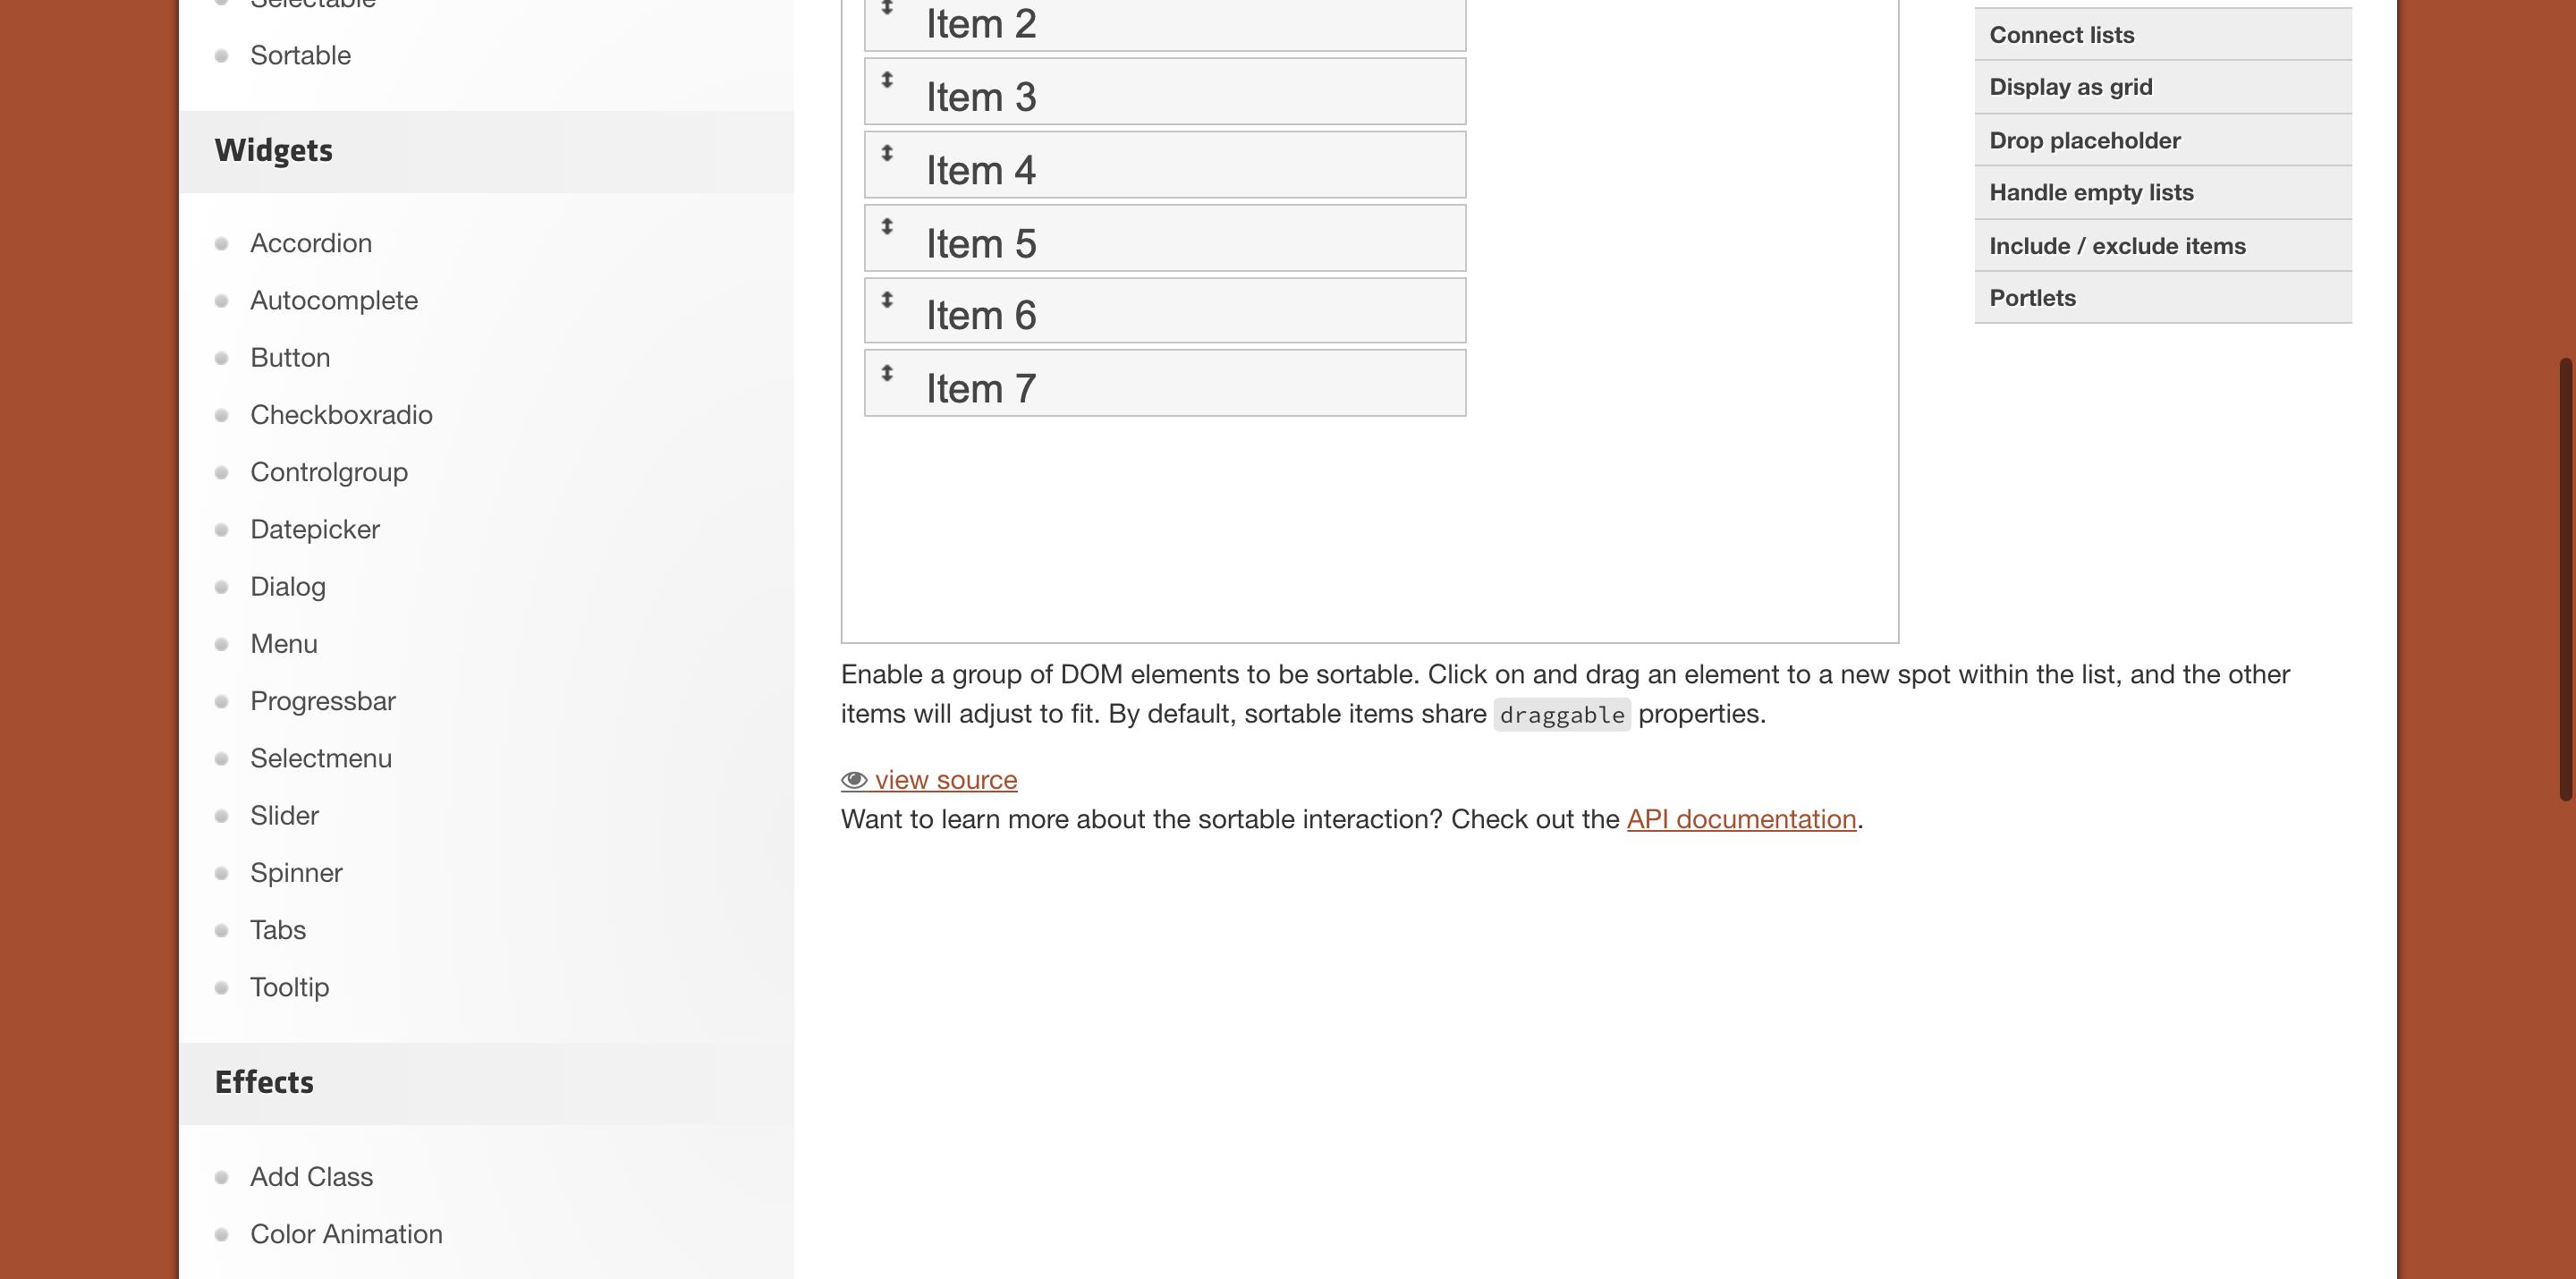 Selectable
Sortable
Widgets
Accordion
Autocomplete
Button
Checkboxradio
Controlgroup
Datepicker
Dialog
Menu
Progressbar
Selectmenu
Slider
Spinner
Tabs
Tooltip
Effects
Add Class
Color Animation
Item 2
Item 3
Item 4
Item 5
Item 6
Item 7
Enable a group of DOM elements to be sortable. Click on and drag an element to a new spot within the list, and the other
items will adjust to fit. By default, sortable items share draggable properties.
view source
Want to learn more about the sortable interaction? Check out the API documentation.
Connect lists
Display as grid
Drop placeholder
Handle empty lists
Include / exclude items
Portlets